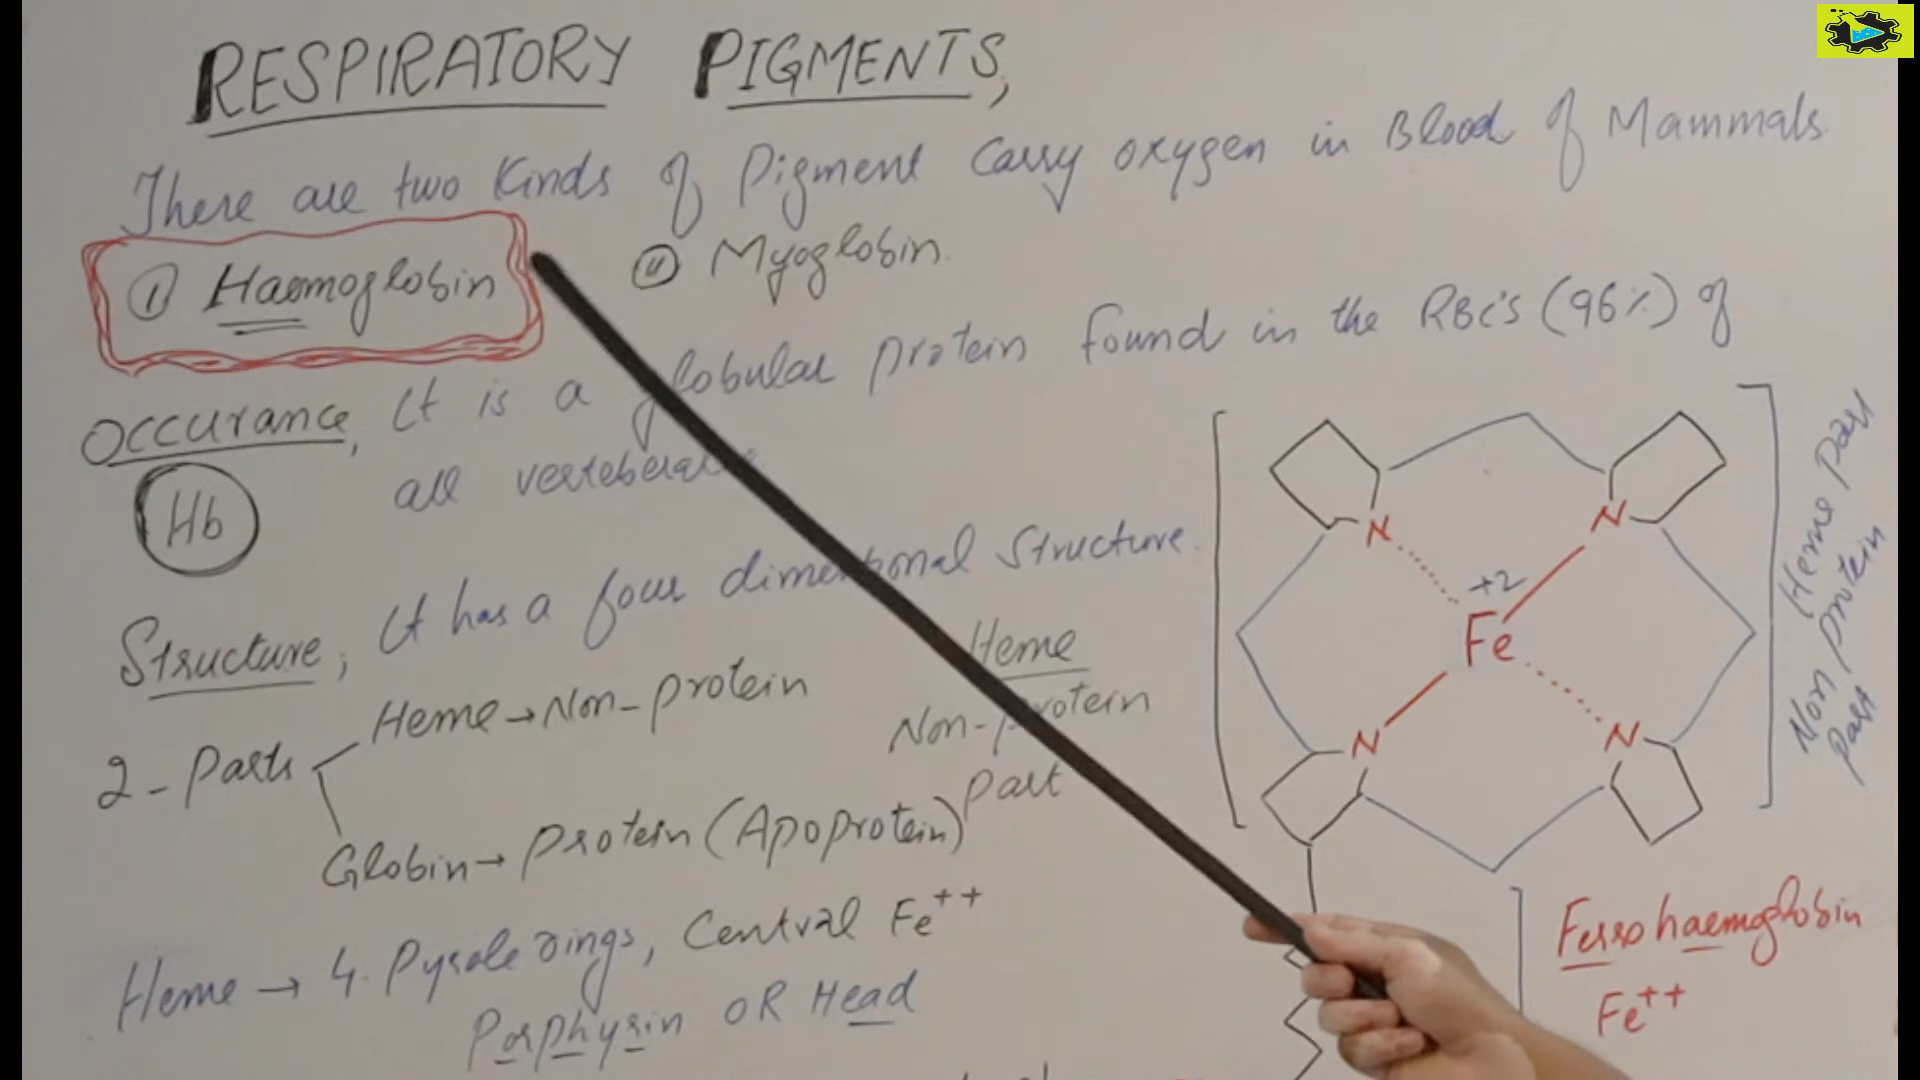 RESPIRATORY PIGMENTS,
There are two Kinds of Pigment Carry oxygen in Blood of Mammals
① Haemoglobin ② Myoglobin.
Occurance, It is a globular protein found in the RBC's (96%) of
all
Hb
Structure, It has a four dimentional Structure.
2 - Parts
Heme → Non-protein
Globin → Protein (Apoprotein)
Heme
Non-protein
Part
Heme → 4. Pyrole rings, Central Fe++
Porphyrin OR Head
N N
+2
Fe
N N
Heme Part
Non protein
Part
Ferrohaemoglobin
Fe++